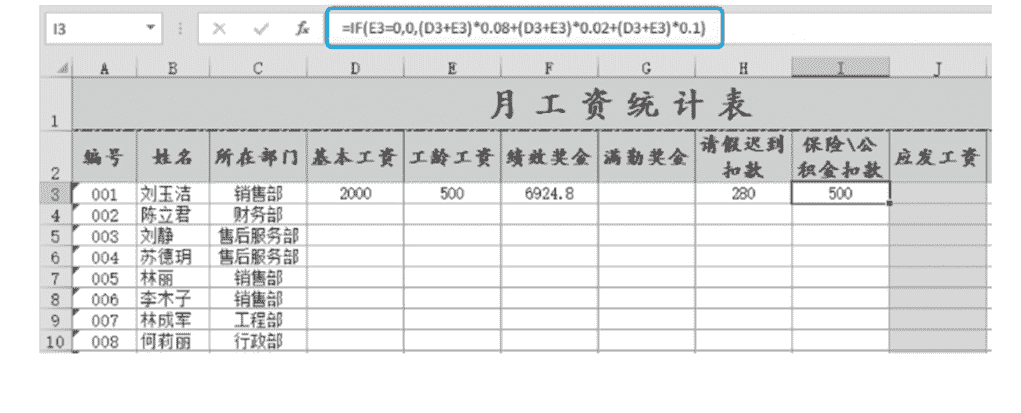 I3 fx =IF(E3=0,0,(D3+E3)*0.08+(D3+E3)*0.02+(D3+E3)*0.1)
A B C D E F G H I J
1 月工资统计表
2 编号 姓名 所在部门 基本工资 工龄工资 绩效奖金 满勤奖金 请假迟到扣款 保险\公积金扣款 应发工资
3 001 刘玉洁 销售部 2000 500 6924.8 280 500
4 002 陈立君 财务部
5 003 刘静 售后服务部
6 004 苏德玥 售后服务部
7 005 林丽 销售部
8 006 李木子 销售部
9 007 林成军 工程部
10 008 何莉丽 行政部